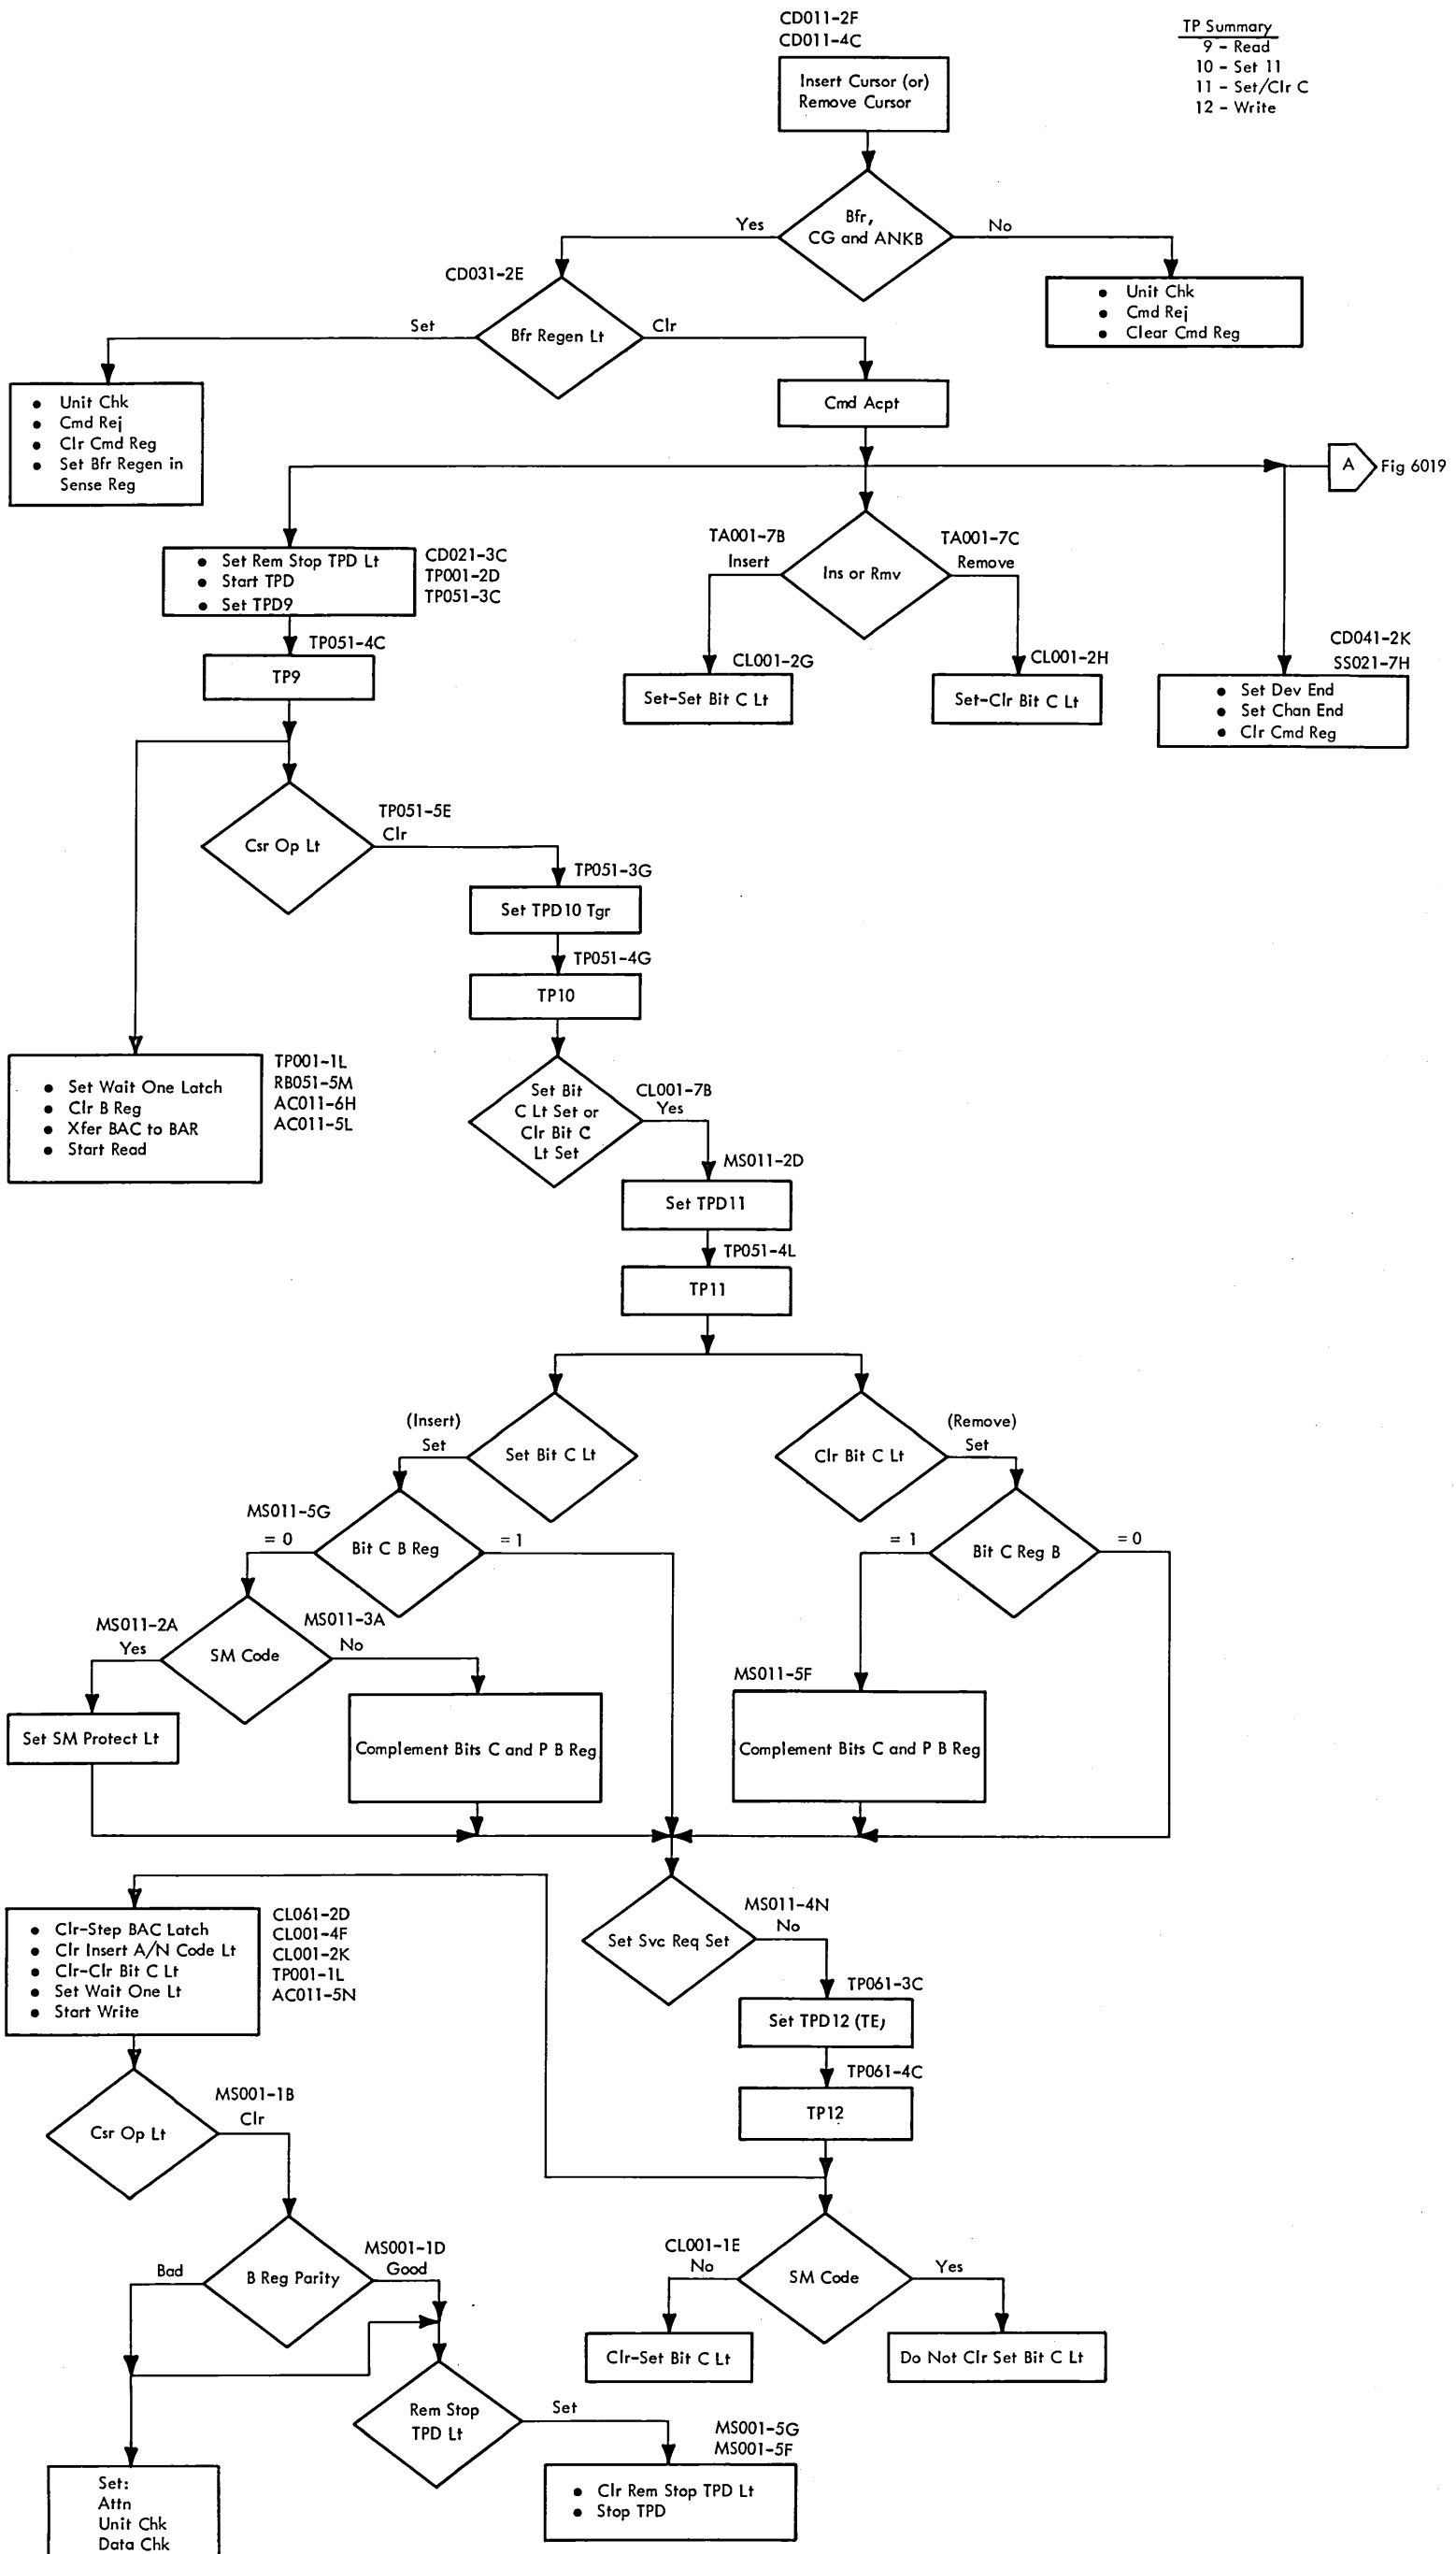 CD011-2F
CD011-4C
TP Summary
9 - Read
10 - Set 11
11 - Set/Clr C
12 - Write
Insert Cursor (or)
Remove Cursor
Bfr,
CG and ANKB
Yes
No
CD031-2E
• Unit Chk
• Cmd Rej
• Clear Cmd Reg
Bfr Regen Lt
Set
Clr
• Unit Chk
• Cmd Rej
• Clr Cmd Reg
• Set Bfr Regen in
Sense Reg
Cmd Acpt
A
Fig 6019
• Set Rem Stop TPD Lt
• Start TPD
• Set TPD9
CD021-3C
TP001-2D
TP051-3C
TA001-7B
Insert
Ins or Rmv
TA001-7C
Remove
TP051-4C
TP9
CL001-2G
Set-Set Bit C Lt
CL001-2H
Set-Clr Bit C Lt
CD041-2K
SS021-7H
• Set Dev End
• Set Chan End
• Clr Cmd Reg
Csr Op Lt
TP051-5E
Clr
TP051-3G
Set TPD10 Tgr
TP051-4G
TP10
• Set Wait One Latch
• Clr B Reg
• Xfer BAC to BAR
• Start Read
TP001-1L
RB051-5M
AC011-6H
AC011-5L
Set Bit
C Lt Set or
Clr Bit C
Lt Set
CL001-7B
Yes
MS011-2D
Set TPD11
TP051-4L
TP11
(Insert)
Set
Set Bit C Lt
Clr Bit C Lt
(Remove)
Set
MS011-5G
= 0
Bit C B Reg
= 1
= 1
Bit C Reg B
= 0
MS011-2A
Yes
SM Code
MS011-3A
No
MS011-5F
Set SM Protect Lt
Complement Bits C and P B Reg
Complement Bits C and P B Reg
• Clr-Step BAC Latch
• Clr Insert A/N Code Lt
• Clr-Clr Bit C Lt
• Set Wait One Lt
• Start Write
CL061-2D
CL001-4F
CL001-2K
TP001-1L
AC011-5N
Set Svc Req Set
MS011-4N
No
TP061-3C
Set TPD12 (TE)
TP061-4C
TP12
Csr Op Lt
MS001-1B
Clr
Bad
B Reg Parity
MS001-1D
Good
CL001-1E
No
SM Code
Yes
Clr-Set Bit C Lt
Do Not Clr Set Bit C Lt
Rem Stop
TPD Lt
Set
MS001-5G
MS001-5F
• Clr Rem Stop TPD Lt
• Stop TPD
Set:
Attn
Unit Chk
Data Chk